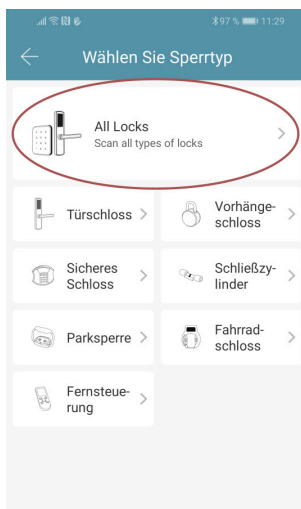 97 % 11:29
Wählen Sie Sperrtyp
All Locks
Scan all types of locks
Türschloss
Vorhänge-
schloss
Sicheres
Schloss
Schließzy-
linder
Parksperre
Fahrrad-
schloss
Fernsteue-
rung